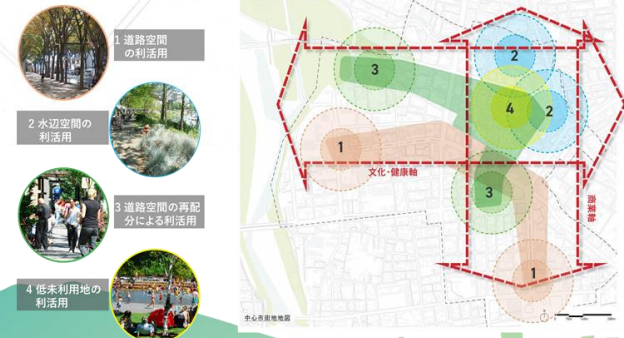 1 道路空間
の利活用
2 水辺空間の
利活用
3 道路空間の再配
分による利活用
4 低未利用地の
利活用
3
2
4
2
1
文化・健康軸
3
商業軸
1
中心市街地地図